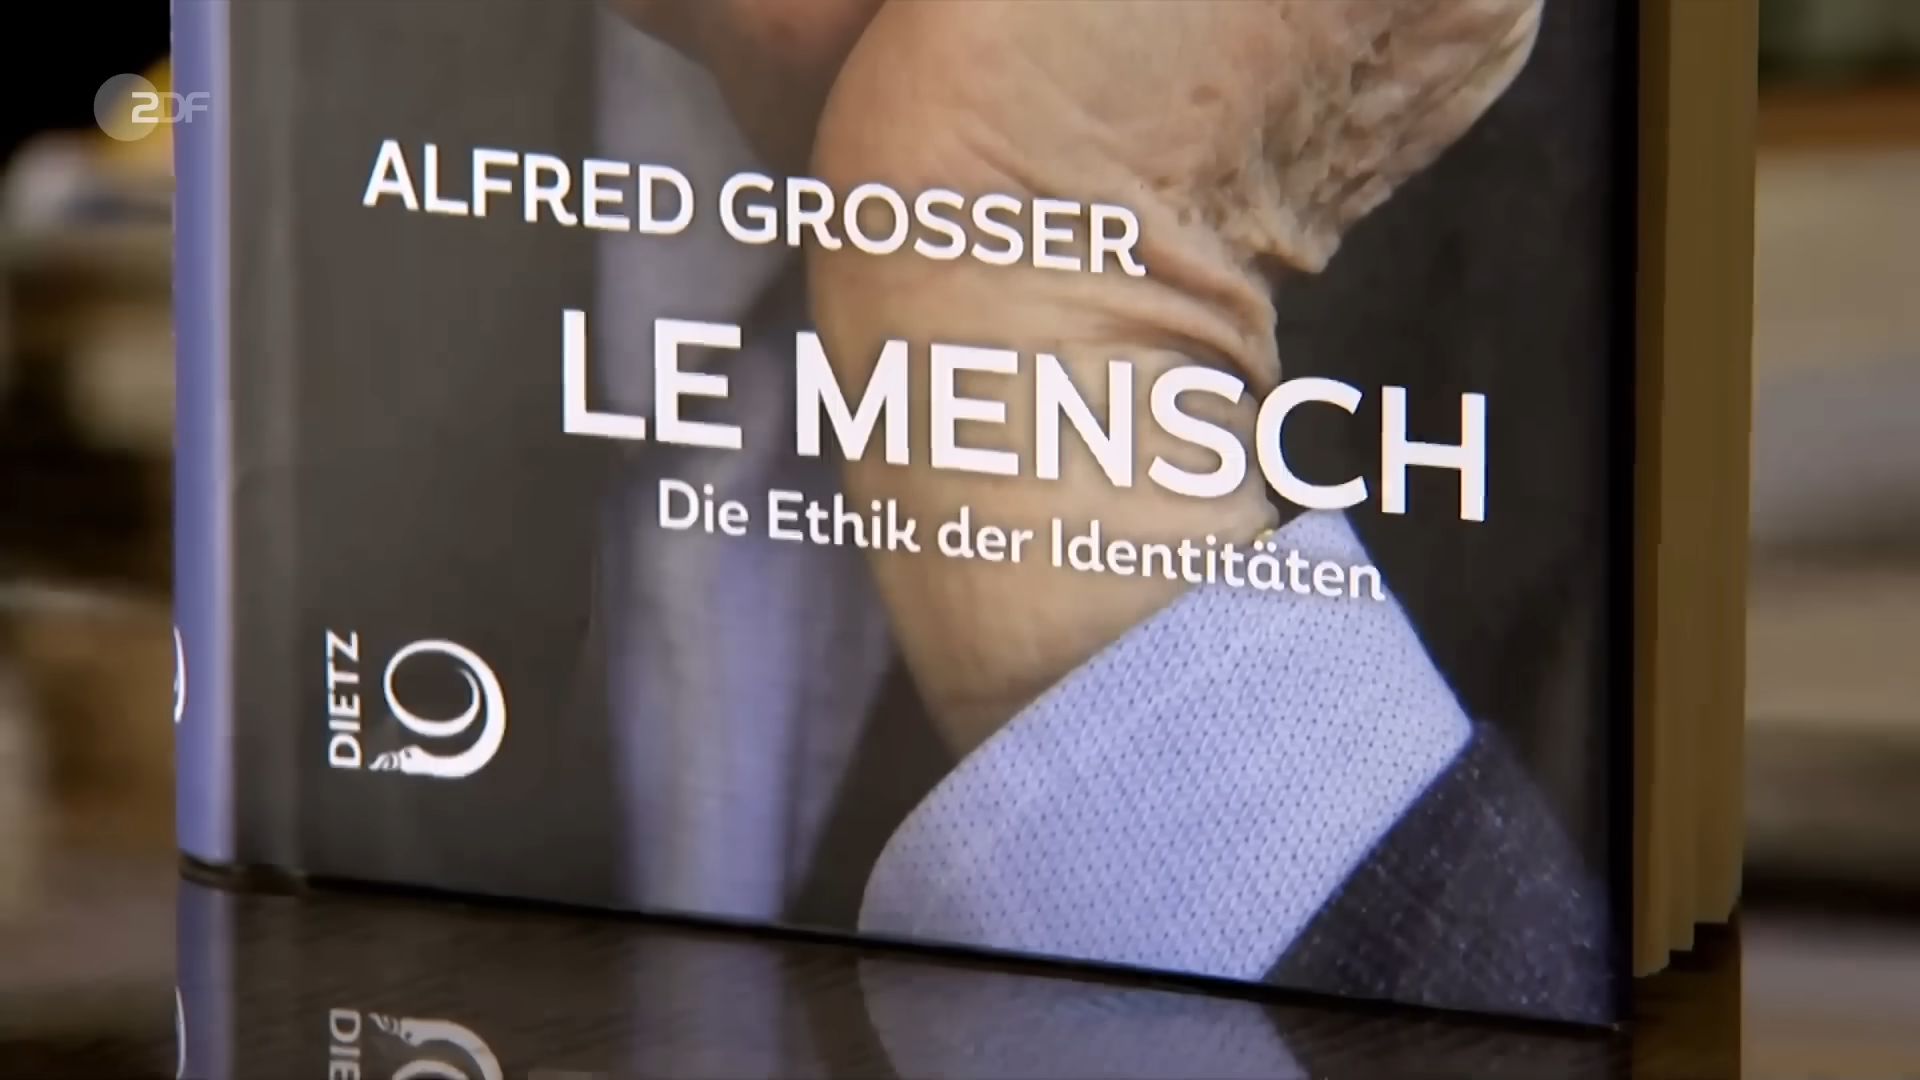 ZDF
ALFRED GROSSER
LE MENSCH
Die Ethik der Identitäten
DIETZ